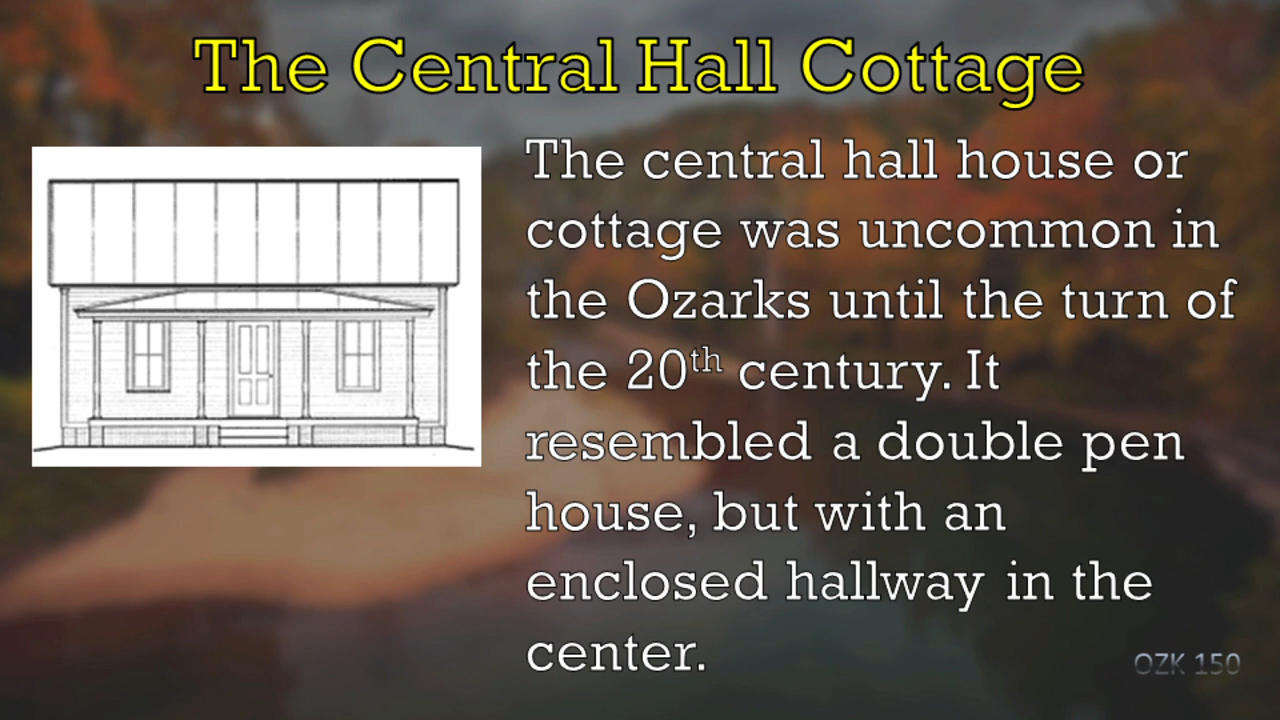 The Central Hall Cottage
The central hall house or
cottage was uncommon in
the Ozarks until the turn of
the 20th century. It
resembled a double pen
house, but with an
enclosed hallway in the
center.
OZK 150